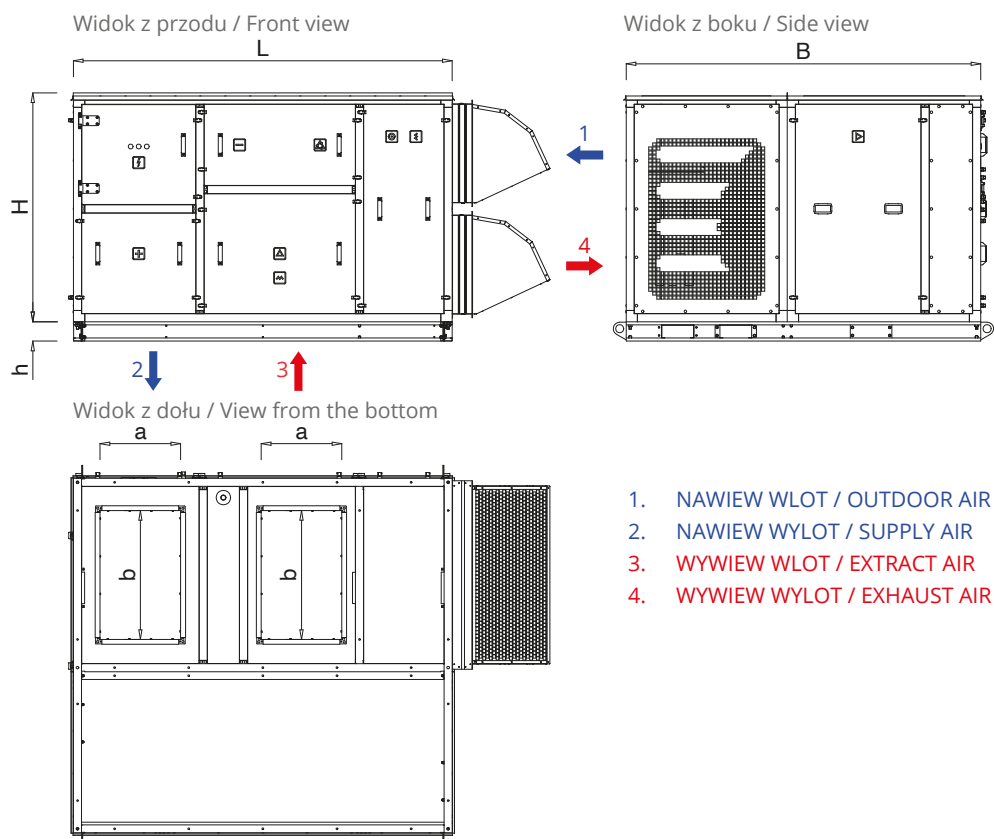 Widok z przodu / Front view
L
H
h
Widok z boku / Side view
B
1
4
2
3
Widok z dołu / View from the bottom
a
a
b
b
1. NAWIEW WLOT / OUTDOOR AIR
2. NAWIEW WYLOT / SUPPLY AIR
3. WYWIEW WLOT / EXTRACT AIR
4. WYWIEW WYLOT / EXHAUST AIR